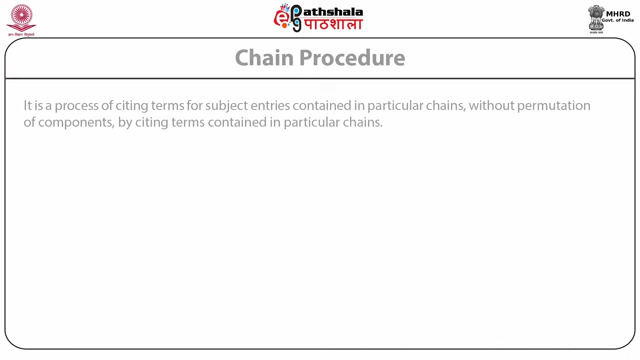 ePathshala
पाठशाला
MHRD
Govt. of India
Chain Procedure
It is a process of citing terms for subject entries contained in particular chains, without permutation
of components, by citing terms contained in particular chains.